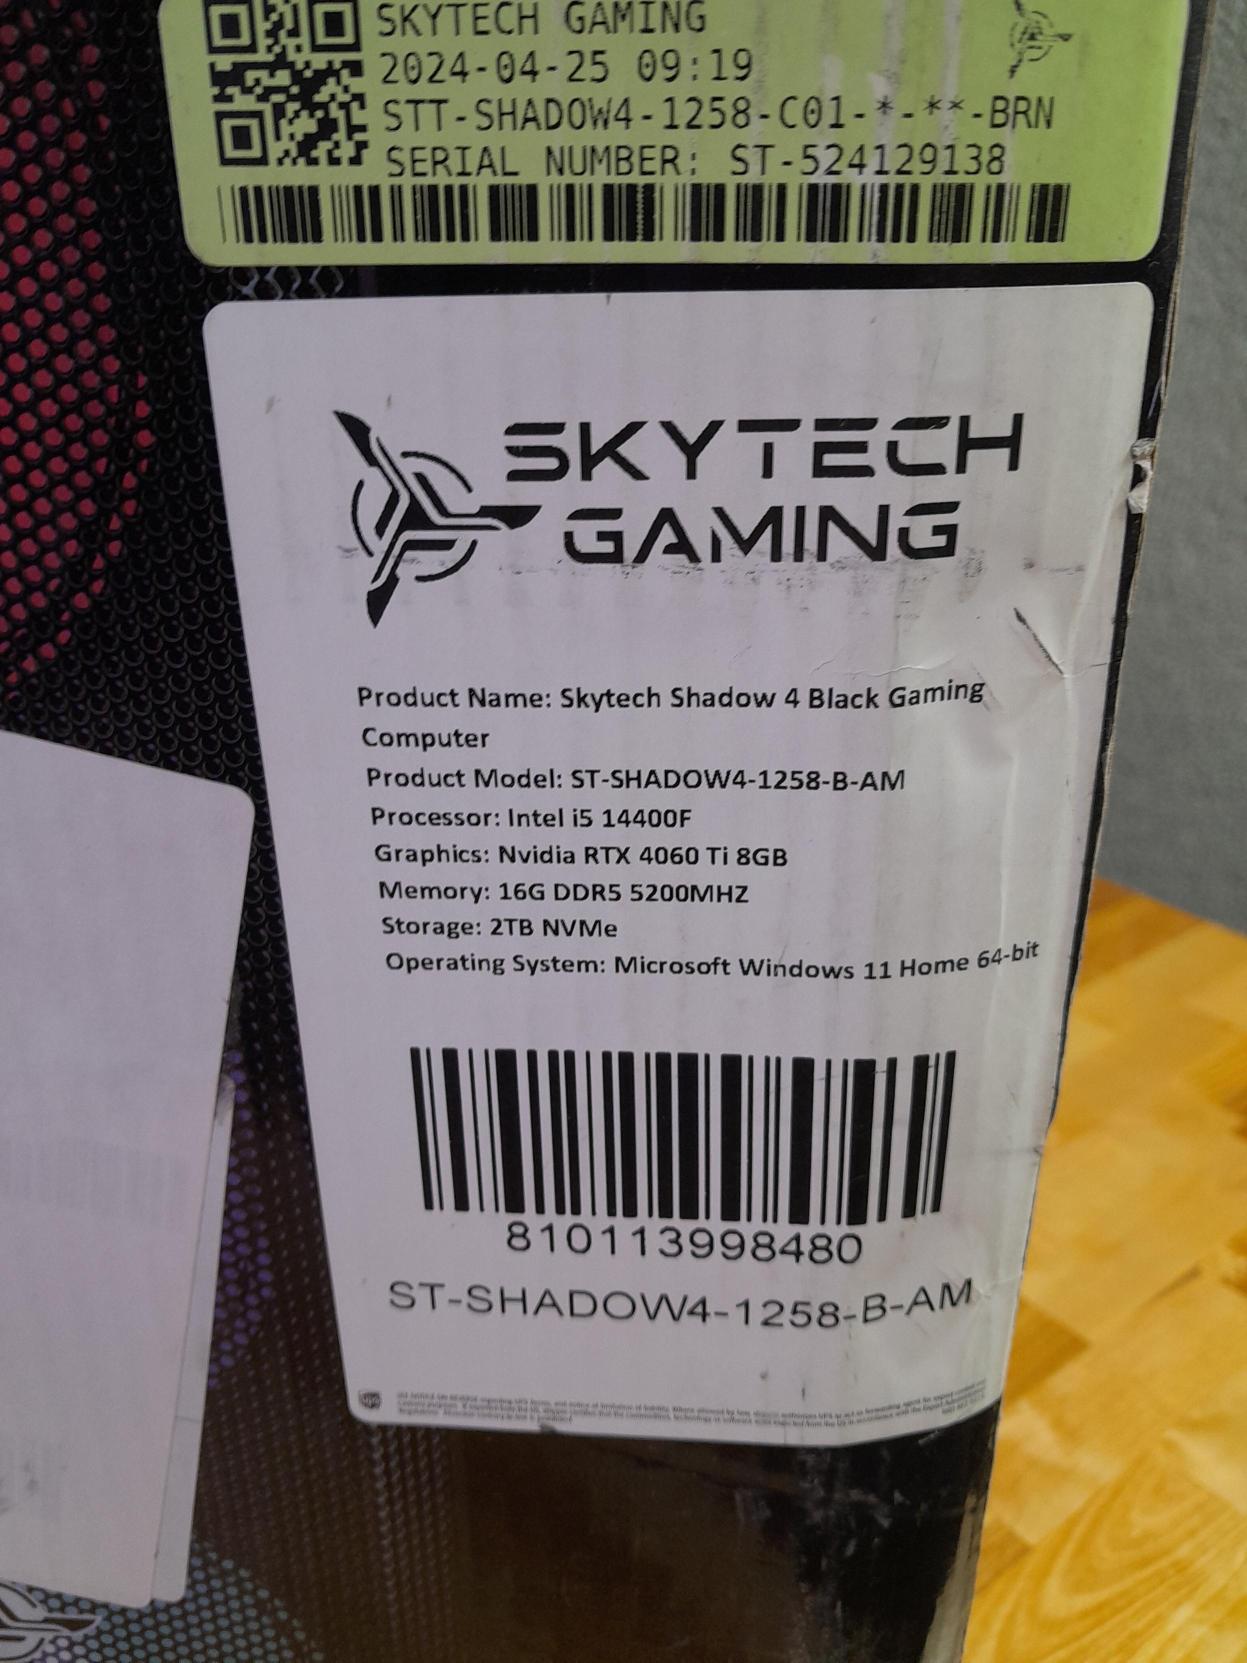 SKYTECH GAMING
2024-04-25 09:19
STT-SHADOW4-1258-C01-*-**-BRN
SERIAL NUMBER: ST-524129138
SKYTECH
GAMING
Product Name: Skytech Shadow 4 Black Gaming
Computer
Product Model: ST-SHADOW4-1258-B-AM
Processor: Intel i5 14400F
Graphics: Nvidia RTX 4060 Ti 8GB
Memory: 16G DDR5 5200MHZ
Storage: 2TB NVMe
Operating System: Microsoft Windows 11 Home 64-bit
810113998480
ST-SHADOW4-1258-B-AM